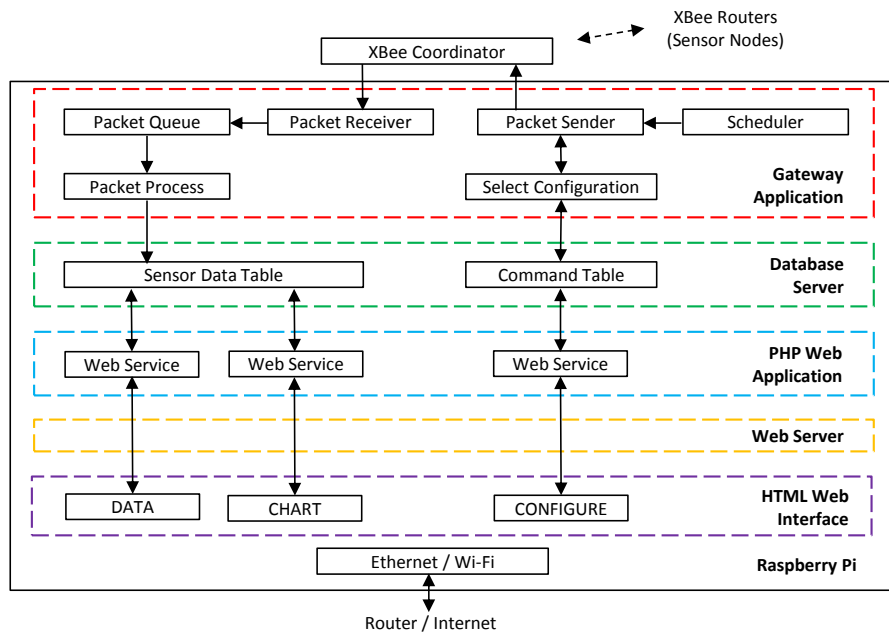 XBee Routers
(Sensor Nodes)
XBee Coordinator
Packet Queue
Packet Receiver
Packet Sender
Scheduler
Packet Process
Select Configuration
Gateway
Application
Sensor Data Table
Command Table
Database
Server
Web Service
Web Service
Web Service
PHP Web
Application
Web Server
DATA
CHART
CONFIGURE
HTML Web
Interface
Ethernet / Wi-Fi
Raspberry Pi
Router / Internet